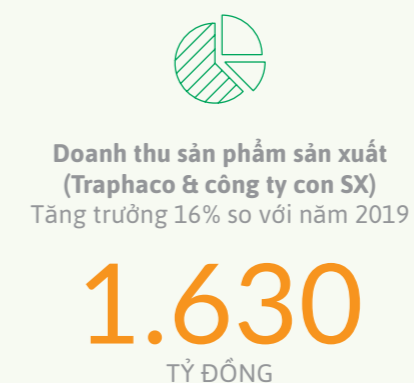 Doanh thu sản phẩm sản xuất
(Traphaco & công ty con SX)
Tăng trưởng 16% so với năm 2019
1.630
TỶ ĐỒNG